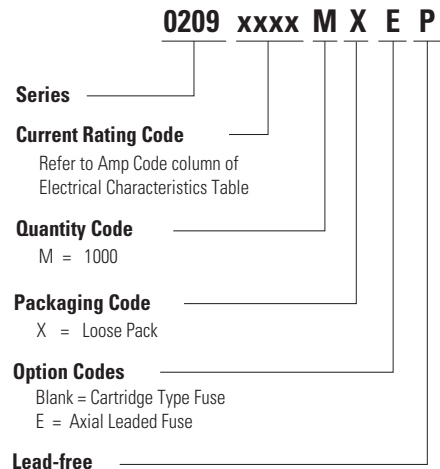 0209 xxxx M X E P
Series
Current Rating Code
Refer to Amp Code column of
Electrical Characteristics Table
Quantity Code
M = 1000
Packaging Code
X = Loose Pack
Option Codes
Blank = Cartridge Type Fuse
E = Axial Leaded Fuse
Lead-free